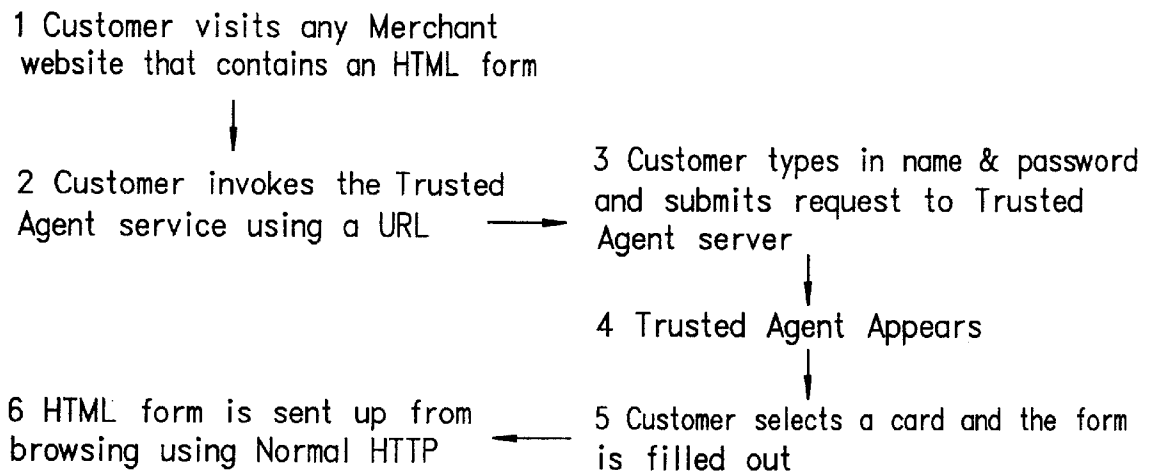 1 Customer visits any Merchant
website that contains an HTML form
2 Customer invokes the Trusted
Agent service using a URL
3 Customer types in name & password
and submits request to Trusted
Agent server
4 Trusted Agent Appears
5 Customer selects a card and the form
is filled out
6 HTML form is sent up from
browsing using Normal HTTP